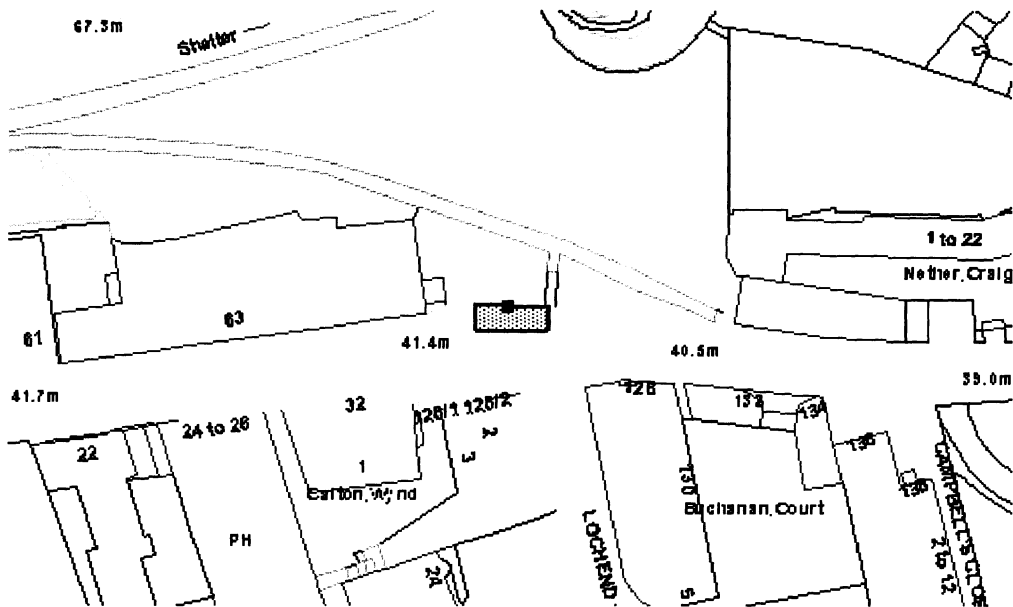 67.3m
Shelter
1 to 22
Nether Craig
63
61
41.4m
40.5m
39.0m
41.7m
32
126/1 126/2
126
132
134
24 to 26
22
2
3
136
1
Carlton Wynd
130
138
Buchanan Court
CAMPBELL'S CLOSE
PH
LOCHEND
2 to 12
24
5